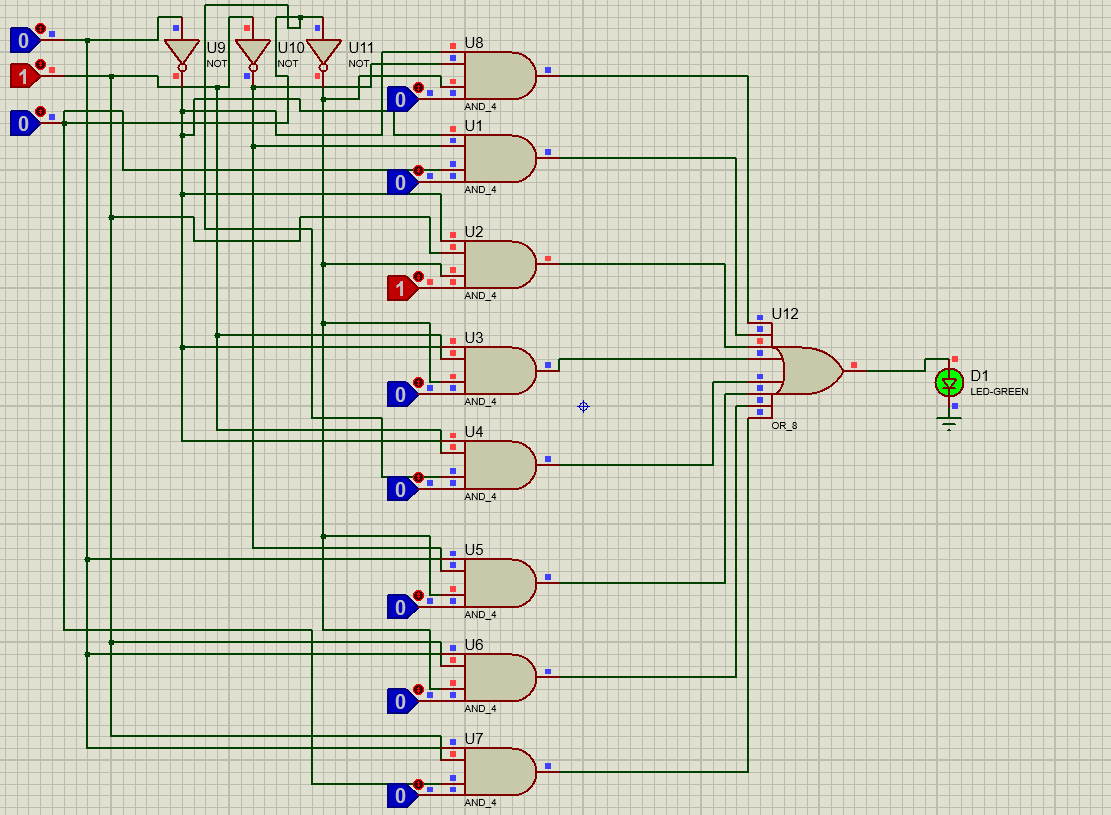 0
1
0
U9
NOT
U10
NOT
U11
NOT
U8
0
AND_4
U1
0
AND_4
U2
1
AND_4
U3
0
AND_4
U4
0
AND_4
U5
0
AND_4
U6
0
AND_4
U7
0
AND_4
U12
OR_8
D1
LED-GREEN